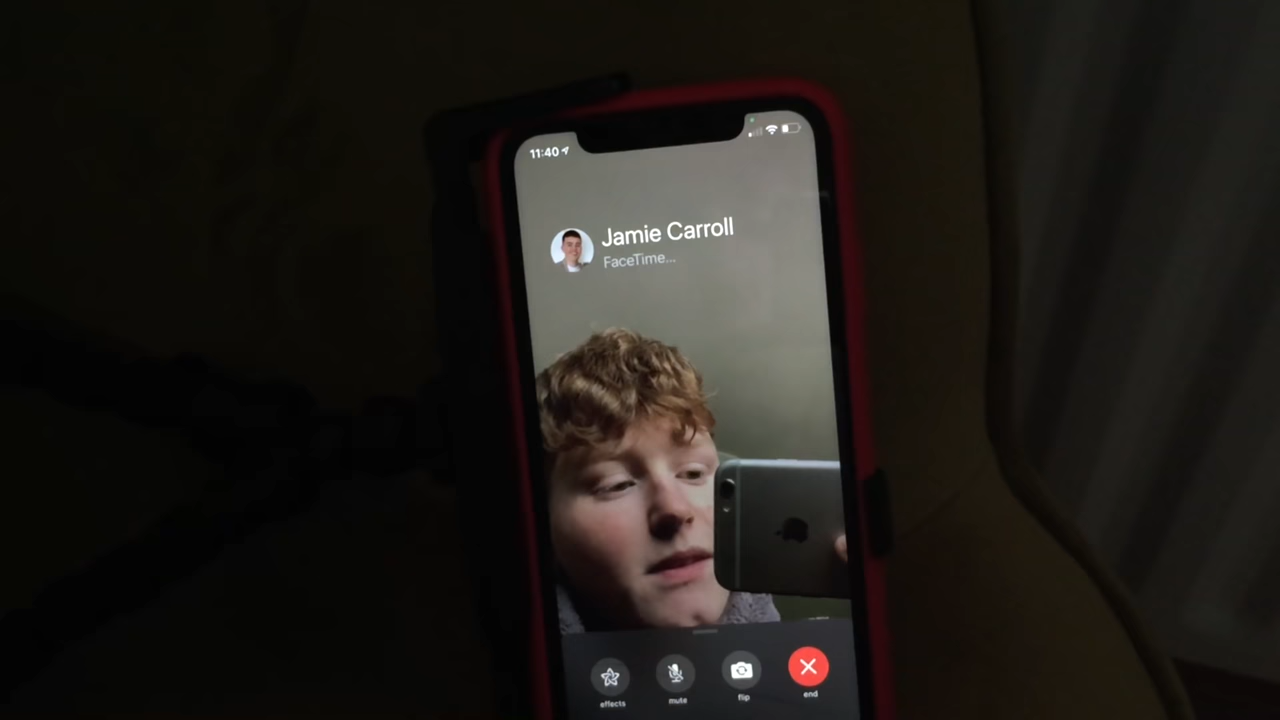 11:40
Jamie Carroll
FaceTime...
effects
mute
flip
end